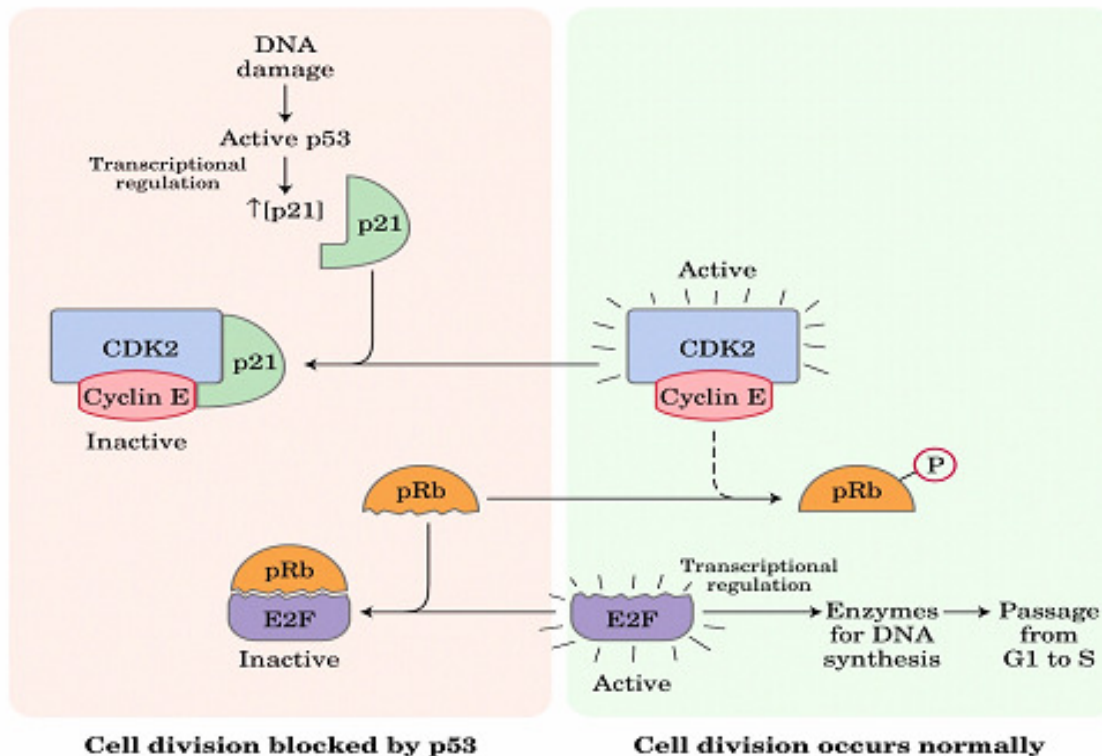 DNA
damage
Active p53
Transcriptional
regulation
↑[p21]
p21
CDK2
p21
Cyclin E
Inactive
Active
CDK2
Cyclin E
pRb
pRb
P
pRb
E2F
Inactive
E2F
Active
Transcriptional
regulation
Enzymes
for DNA
synthesis
Passage
from
G1 to S
Cell division blocked by p53
Cell division occurs normally